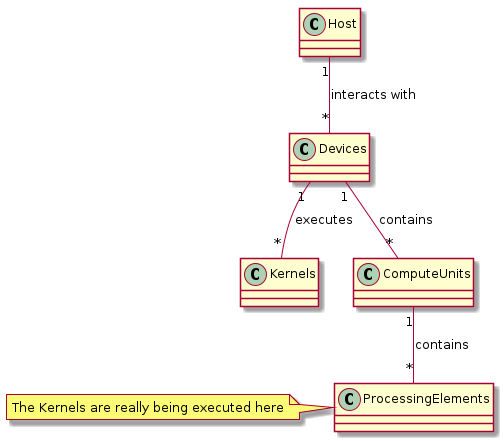 C Host
1
interacts with
*
C Devices
1 1
executes contains
* *
C Kernels C ComputeUnits
1
contains
*
The Kernels are really being executed here C ProcessingElements